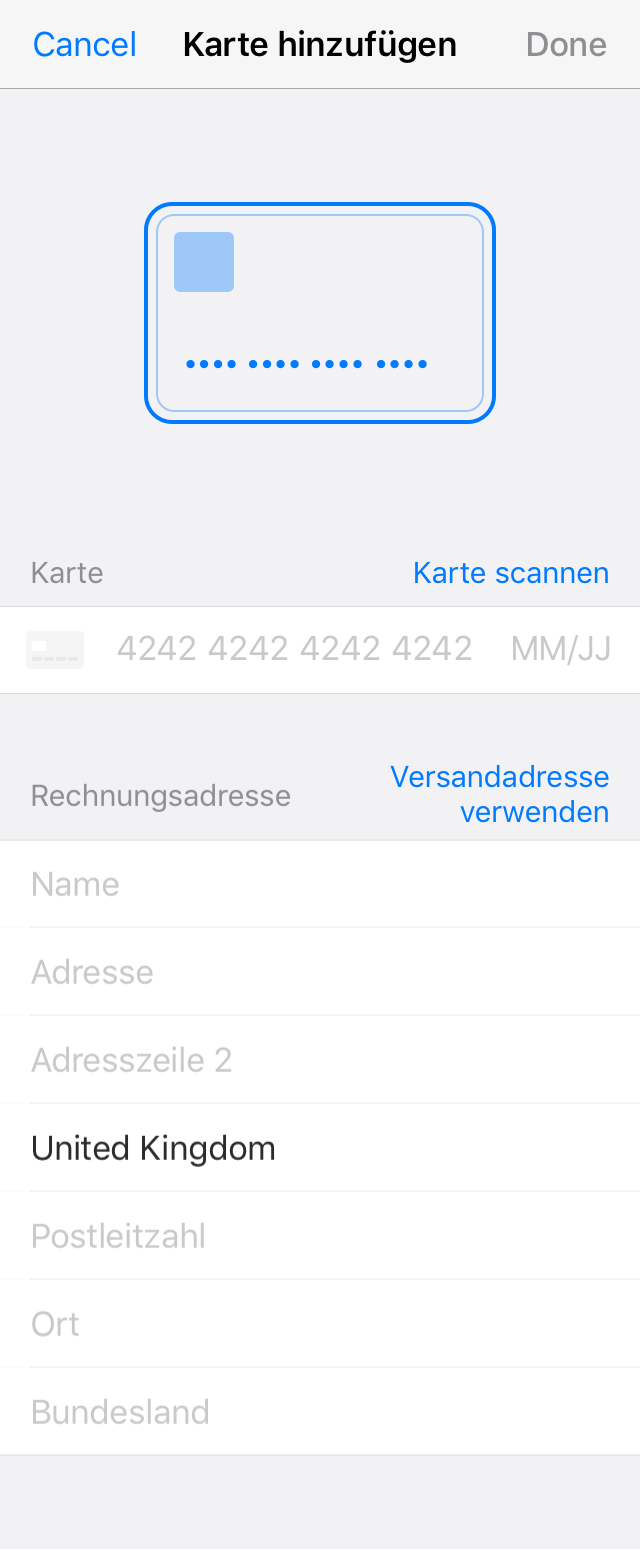 Cancel Karte hinzufügen Done
•••• •••• •••• ••••
Karte Karte scannen
4242 4242 4242 4242 MM/JJ
Rechnungsadresse Versandadresse
verwenden
Name
Adresse
Adresszeile 2
United Kingdom
Postleitzahl
Ort
Bundesland